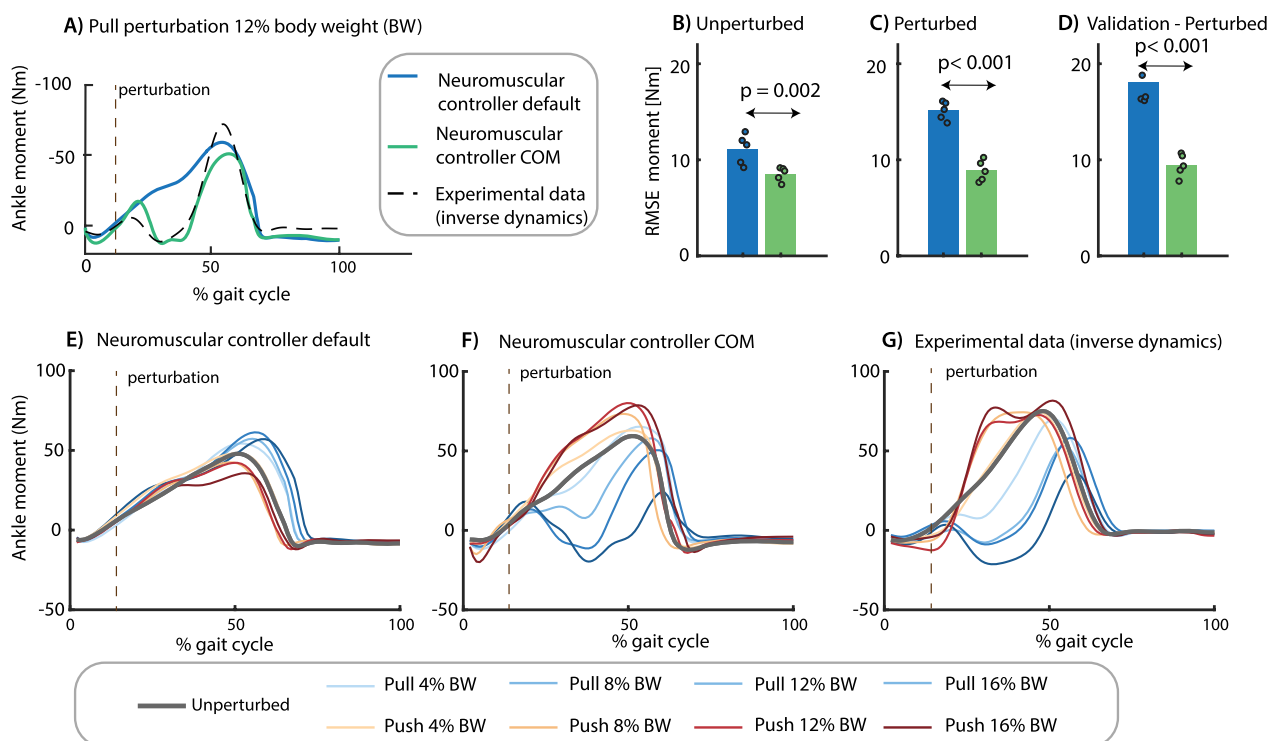 A) Pull perturbation 12% body weight (BW)
Ankle moment (Nm)
-100
-50
0
perturbation
0
50
100
% gait cycle
Neuromuscular
controller default
Neuromuscular
controller COM
Experimental data
(inverse dynamics)
B) Unperturbed
RMSE moment [Nm]
20
10
0
p = 0.002
C) Perturbed
20
10
0
p< 0.001
D) Validation - Perturbed
20
10
0
p< 0.001
E) Neuromuscular controller default
Ankle moment (Nm)
100
50
0
-50
perturbation
0
50
100
% gait cycle
F) Neuromuscular controller COM
100
50
0
-50
perturbation
0
50
100
% gait cycle
G) Experimental data (inverse dynamics)
100
50
0
-50
perturbation
0
50
100
% gait cycle
Unperturbed
Pull 4% BW
Pull 8% BW
Pull 12% BW
Pull 16% BW
Push 4% BW
Push 8% BW
Push 12% BW
Push 16% BW